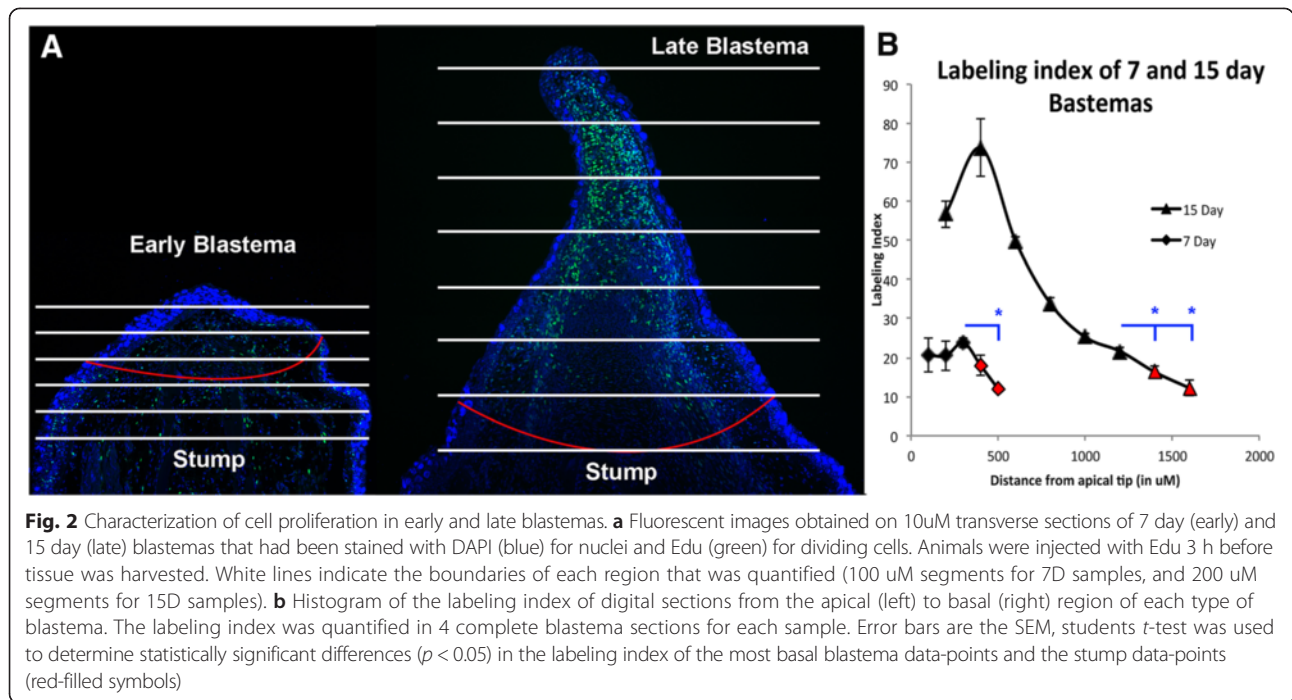 A
Late Blastema
Early Blastema
Stump
Stump
B
Labeling index of 7 and 15 day
Bastemas
90
80
70
60
50
40
30
20
10
0
Labeling Index
15 Day
7 Day
*
*
*
0
500
1000
1500
2000
Distance from apical tip (in uM)
Fig. 2 Characterization of cell proliferation in early and late blastemas. a Fluorescent images obtained on 10uM transverse sections of 7 day (early) and
15 day (late) blastemas that had been stained with DAPI (blue) for nuclei and Edu (green) for dividing cells. Animals were injected with Edu 3 h before
tissue was harvested. White lines indicate the boundaries of each region that was quantified (100 uM segments for 7D samples, and 200 uM
segments for 15D samples). b Histogram of the labeling index of digital sections from the apical (left) to basal (right) region of each type of
blastema. The labeling index was quantified in 4 complete blastema sections for each sample. Error bars are the SEM, students t-test was used
to determine statistically significant differences (p < 0.05) in the labeling index of the most basal blastema data-points and the stump data-points
(red-filled symbols)